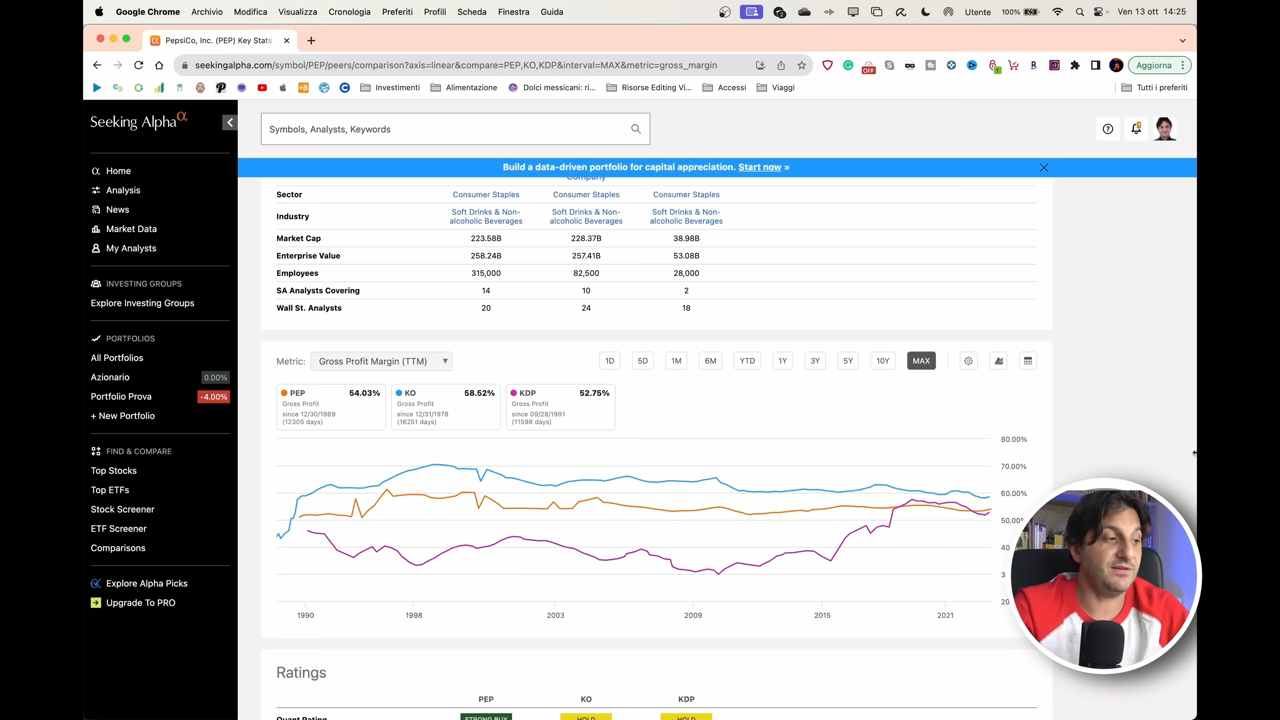 Google Chrome Archivio Modifica Visualizza Cronologia Preferiti Profili Scheda Finestra Guida Utente 100% Ven 13 ott 14:25
PepsiCo, Inc. (PEP) Key Stats
seekingalpha.com/symbol/PEP/peers/comparison?axis=linear&compare=PEP,KO,KDP&interval=MAX&metric=gross_margin
OFF
Aggiorna
Investimenti Alimentazione Dolci messicani: ri... Risorse Editing Vi... Accessi Viaggi Tutti i preferiti
Seeking Alpha α
Symbols, Analysts, Keywords
Build a data-driven portfolio for capital appreciation. Start now »
Home
Analysis
News
Market Data
My Analysts
INVESTING GROUPS
Explore Investing Groups
PORTFOLIOS
All Portfolios
Azionario 0.00%
Portfolio Prova -4.00%
+ New Portfolio
FIND & COMPARE
Top Stocks
Top ETFs
Stock Screener
ETF Screener
Comparisons
Explore Alpha Picks
Upgrade To PRO
Company
Sector Consumer Staples Consumer Staples Consumer Staples
Industry Soft Drinks & Non-alcoholic Beverages Soft Drinks & Non-alcoholic Beverages Soft Drinks & Non-alcoholic Beverages
Market Cap 223.58B 228.37B 38.98B
Enterprise Value 258.24B 257.41B 53.08B
Employees 315,000 82,500 28,000
SA Analysts Covering 14 10 2
Wall St. Analysts 20 24 18
Metric: Gross Profit Margin (TTM) 1D 5D 1M 6M YTD 1Y 3Y 5Y 10Y MAX
PEP 54.03% KO 58.52% KDP 52.75%
Gross Profit Gross Profit Gross Profit
since 12/30/1989 since 12/31/1978 since 09/28/1991
(12305 days) (16251 days) (11598 days)
80.00%
70.00%
60.00%
50.00%
1990 1998 2003 2009 2015 2021
Ratings
PEP KO KDP
Quant Rating STRONG BUY HOLD HOLD